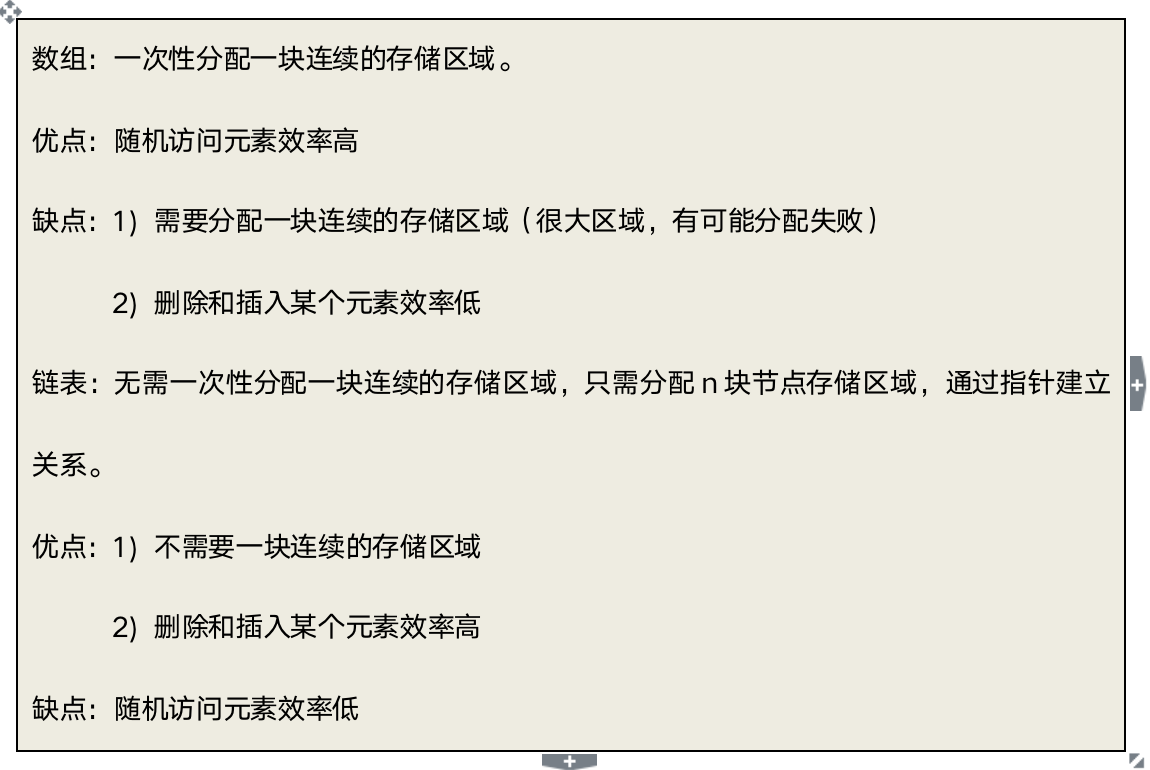 数组：一次性分配一块连续的存储区域。
优点：随机访问元素效率高
缺点：1) 需要分配一块连续的存储区域（很大区域，有可能分配失败）
2) 删除和插入某个元素效率低
链表：无需一次性分配一块连续的存储区域，只需分配 n 块节点存储区域，通过指针建立
关系。
优点：1) 不需要一块连续的存储区域
2) 删除和插入某个元素效率高
缺点：随机访问元素效率低